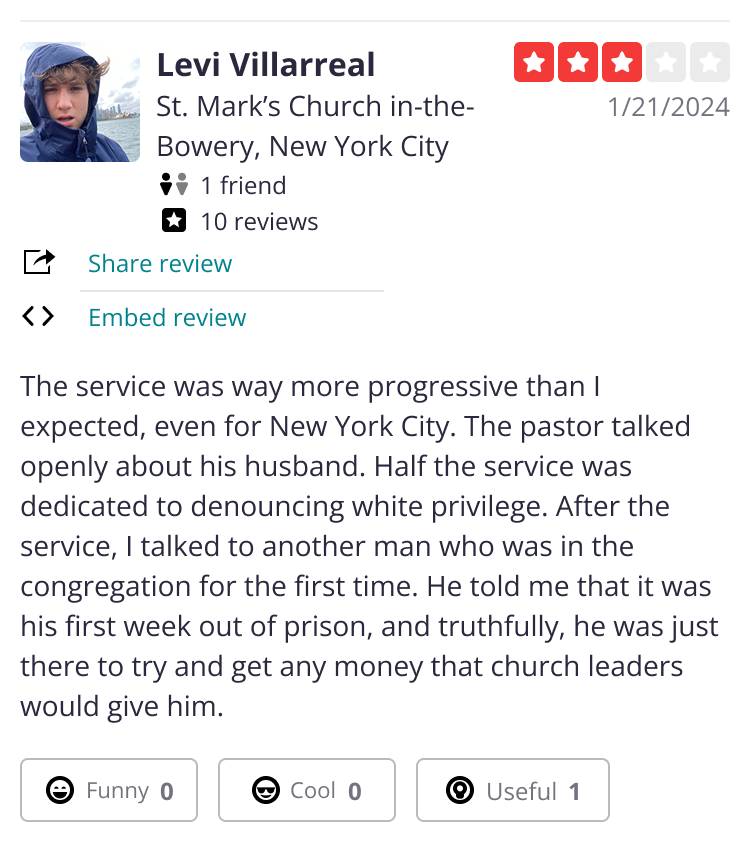 Levi Villarreal
St. Mark’s Church in-the-
Bowery, New York City
1/21/2024
1 friend
10 reviews
Share review
Embed review
The service was way more progressive than I
expected, even for New York City. The pastor talked
openly about his husband. Half the service was
dedicated to denouncing white privilege. After the
service, I talked to another man who was in the
congregation for the first time. He told me that it was
his first week out of prison, and truthfully, he was just
there to try and get any money that church leaders
would give him.
Funny 0
Cool 0
Useful 1